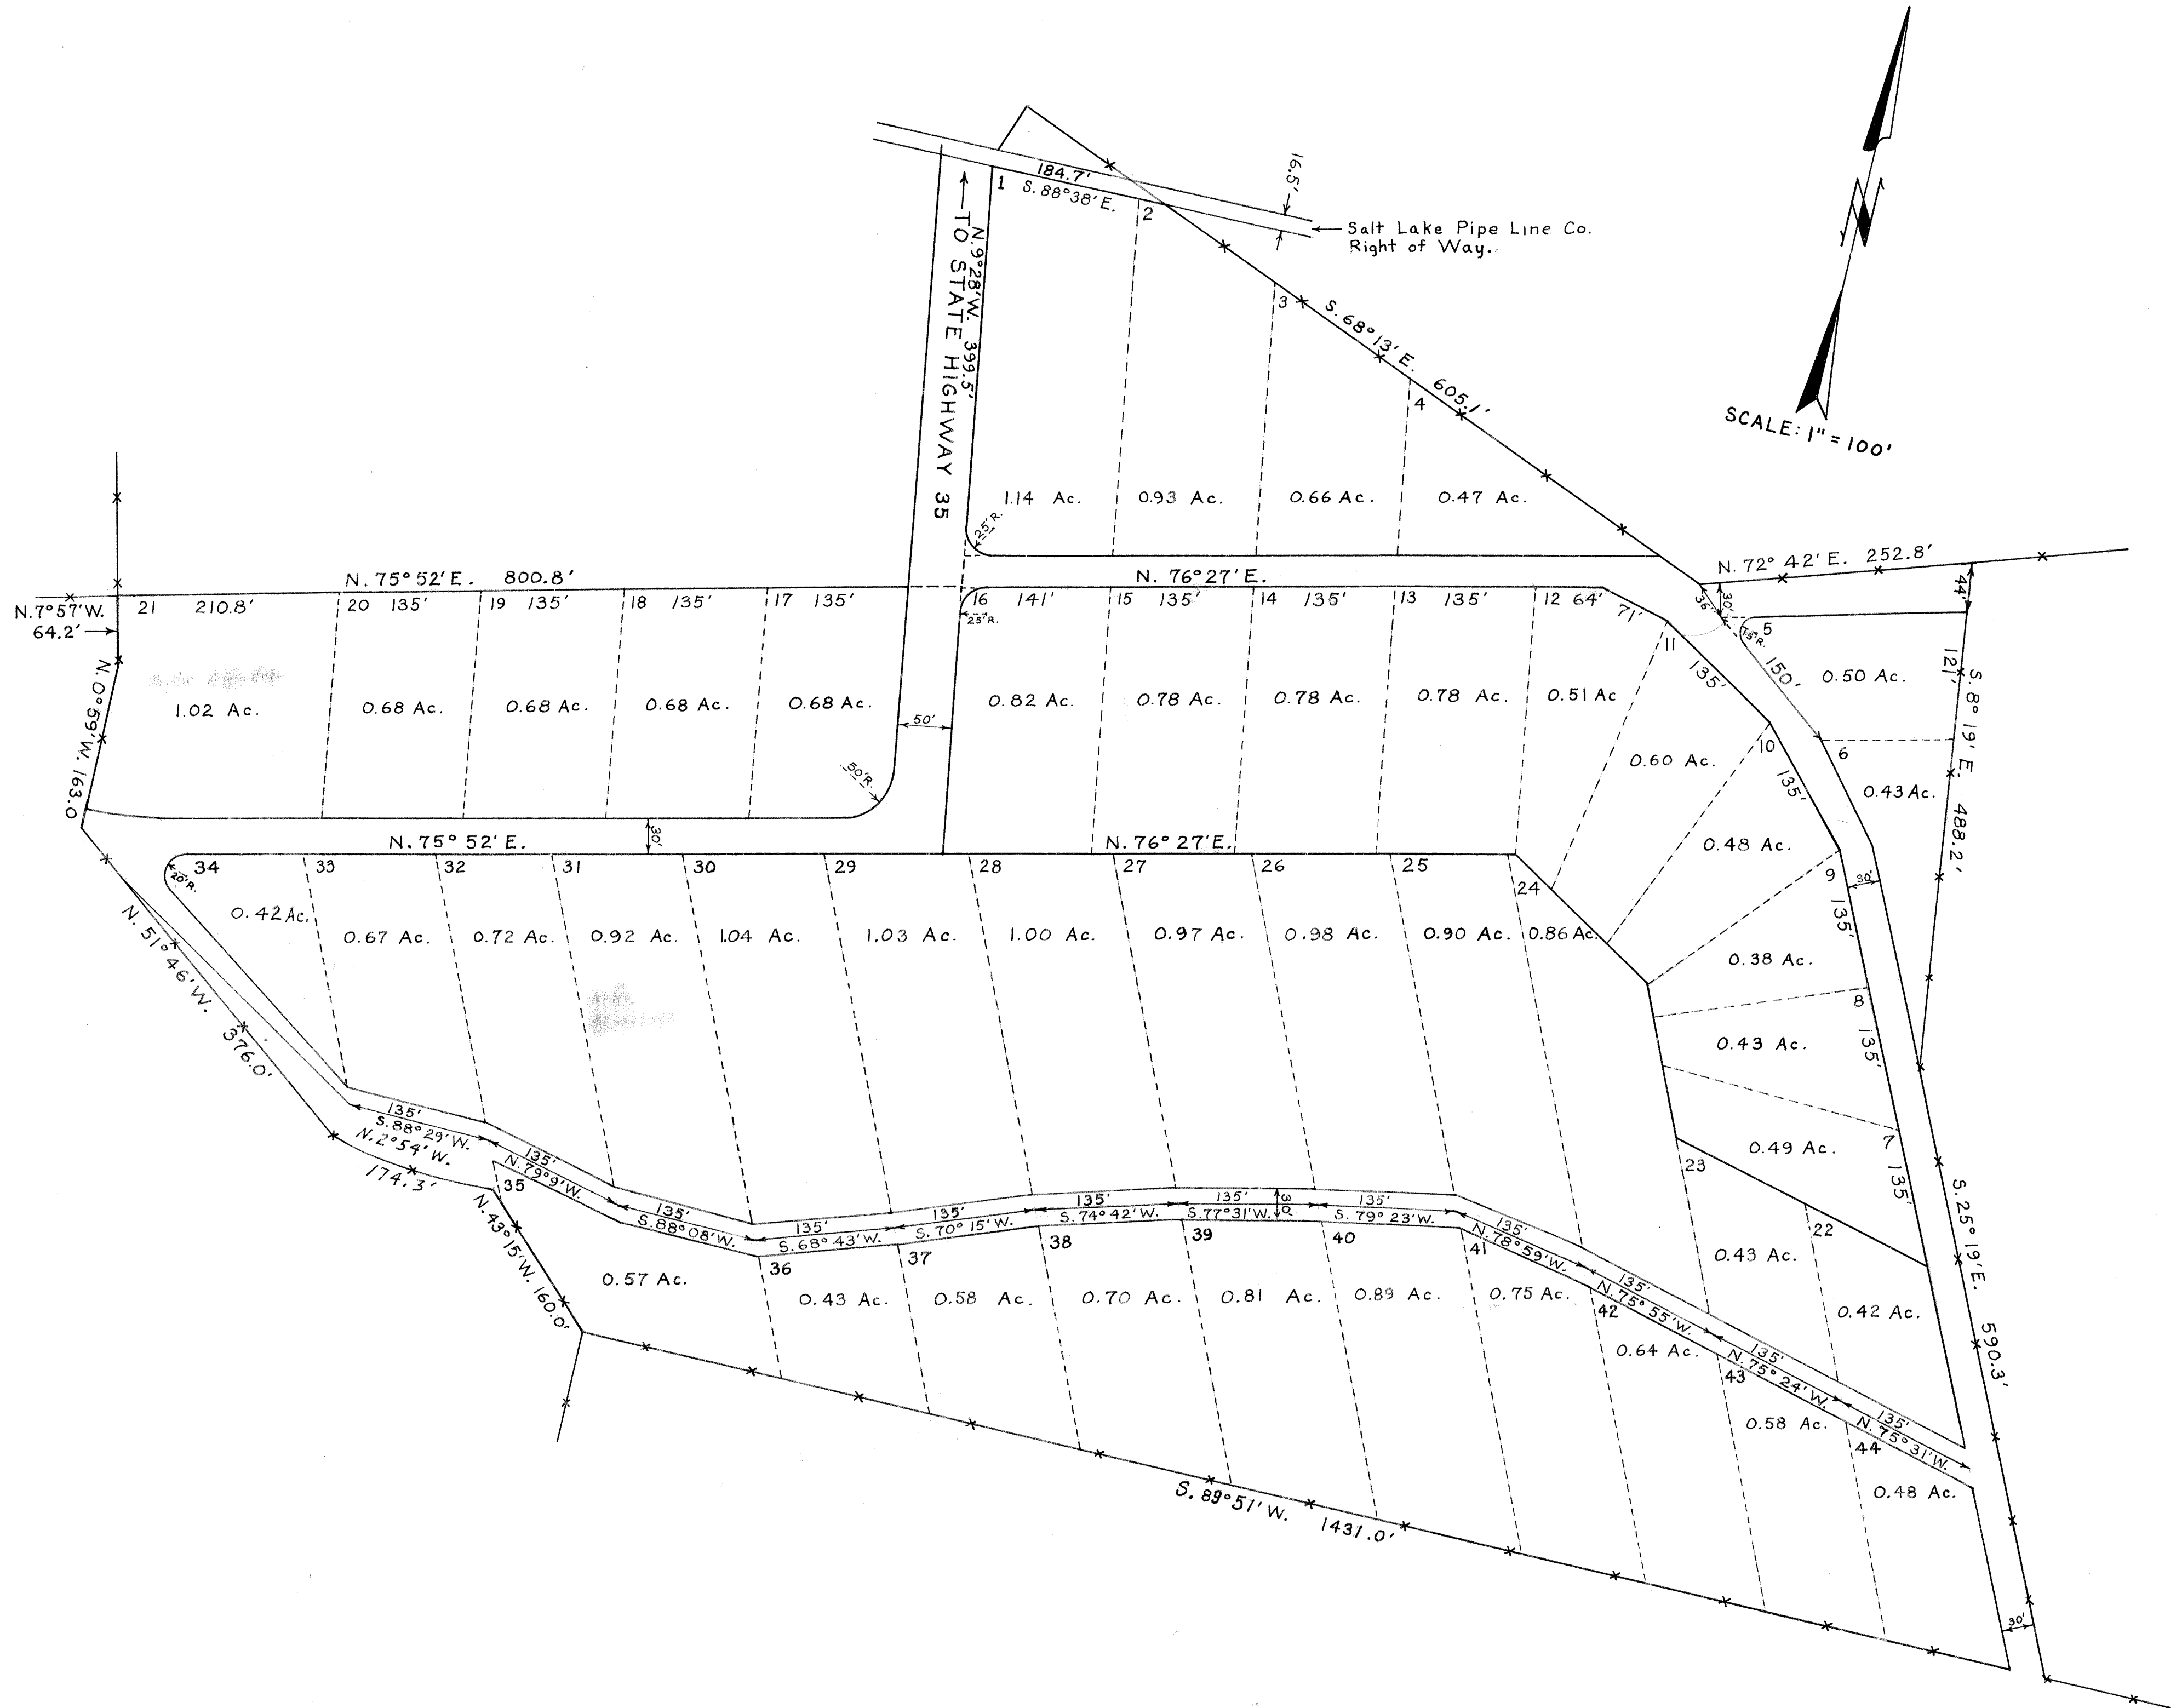 184.7'
1 S. 88°38' E.
2
16.5'
Salt Lake Pipe Line Co.
Right of Way.
N. 9°28' W. 399.5'
TO STATE HIGHWAY 35
3
S. 68°13' E. 605.1'
4
SCALE: 1" = 100'
N
1.14 Ac.
0.93 Ac.
0.66 Ac.
0.47 Ac.
25' R.
N. 72° 42' E. 252.8'
N. 75° 52' E. 800.8'
N. 76° 27' E.
N. 7°57' W.
64.2'
21 210.8'
20 135'
19 135'
18 135'
17 135'
16 141'
15 135'
14 135'
13 135'
12 64'
71'
25' R.
36'
30'
44'
15' R.
5
11
135'
150'
0.50 Ac.
121'
S. 8° 19' E. 488.2'
N. 0°59' W. 163.0
1.02 Ac.
0.68 Ac.
0.68 Ac.
0.68 Ac.
0.68 Ac.
50'
0.82 Ac.
0.78 Ac.
0.78 Ac.
0.78 Ac.
0.51 Ac
0.60 Ac.
10
6
135'
0.43 Ac.
50' R.
30'
N. 75° 52' E.
N. 76° 27' E.
0.48 Ac.
34
20' R.
33
32
31
30
29
28
27
26
25
24
9
30'
135'
0.42 Ac.
0.67 Ac.
0.72 Ac.
0.92 Ac.
1.04 Ac.
1.03 Ac.
1.00 Ac.
0.97 Ac.
0.98 Ac.
0.90 Ac.
0.86 Ac.
0.38 Ac.
8
0.43 Ac.
135'
N. 51° 46' W. 376.0'
7
0.49 Ac.
135'
135'
S. 88° 29' W.
N. 2°54' W.
174.3'
135'
N. 79°9' W.
35
135'
S. 88° 08' W.
135'
S. 68° 43' W.
135'
S. 70° 15' W.
135'
S. 74° 42' W.
135'
S. 77° 31' W.
30'
135'
S. 79° 23' W.
135'
N. 78° 59' W.
135'
N. 75° 55' W.
135'
N. 75° 24' W.
135'
N. 75° 31' W.
23
22
0.43 Ac.
0.42 Ac.
S. 25° 19' E. 590.3'
N. 43° 15' W. 160.0'
36
37
38
39
40
41
42
43
44
0.57 Ac.
0.43 Ac.
0.58 Ac.
0.70 Ac.
0.81 Ac.
0.89 Ac.
0.75 Ac.
0.64 Ac.
0.58 Ac.
0.48 Ac.
S. 89° 51' W. 1431.0'
30'